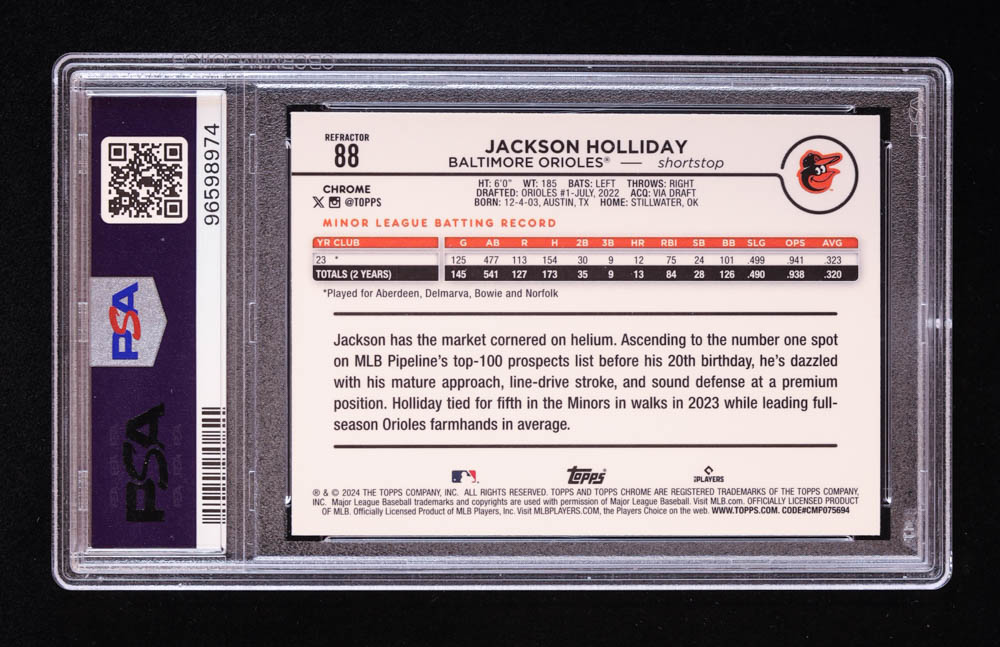 96598974
PSA
PSA
REFRACTOR
88
JACKSON HOLLIDAY
BALTIMORE ORIOLES® — shortstop
CHROME
@TOPPS
HT: 6'0" WT: 185 BATS: LEFT THROWS: RIGHT
DRAFTED: ORIOLES #1-JULY, 2022 ACQ: VIA DRAFT
BORN: 12-4-03, AUSTIN, TX HOME: STILLWATER, OK
MINOR LEAGUE BATTING RECORD
YR CLUB G AB R H 2B 3B HR RBI SB BB SLG OPS AVG
23 * 125 477 113 154 30 9 12 75 24 101 .499 .941 .323
TOTALS (2 YEARS) 145 541 127 173 35 9 13 84 28 126 .490 .938 .320
*Played for Aberdeen, Delmarva, Bowie and Norfolk
Jackson has the market cornered on helium. Ascending to the number one spot
on MLB Pipeline's top-100 prospects list before his 20th birthday, he's dazzled
with his mature approach, line-drive stroke, and sound defense at a premium
position. Holliday tied for fifth in the Minors in walks in 2023 while leading full-
season Orioles farmhands in average.
Topps
PLAYERS
® & © 2024 THE TOPPS COMPANY, INC. ALL RIGHTS RESERVED. TOPPS AND TOPPS CHROME ARE REGISTERED TRADEMARKS OF THE TOPPS COMPANY,
INC. Major League Baseball trademarks and copyrights are used with permission of Major League Baseball. Visit MLB.com. OFFICIALLY LICENSED PRODUCT
OF MLB. Officially Licensed Product of MLB Players, Inc. Visit MLBPLAYERS.COM, the Players Choice on the web. WWW.TOPPS.COM. CODE#CMP075694